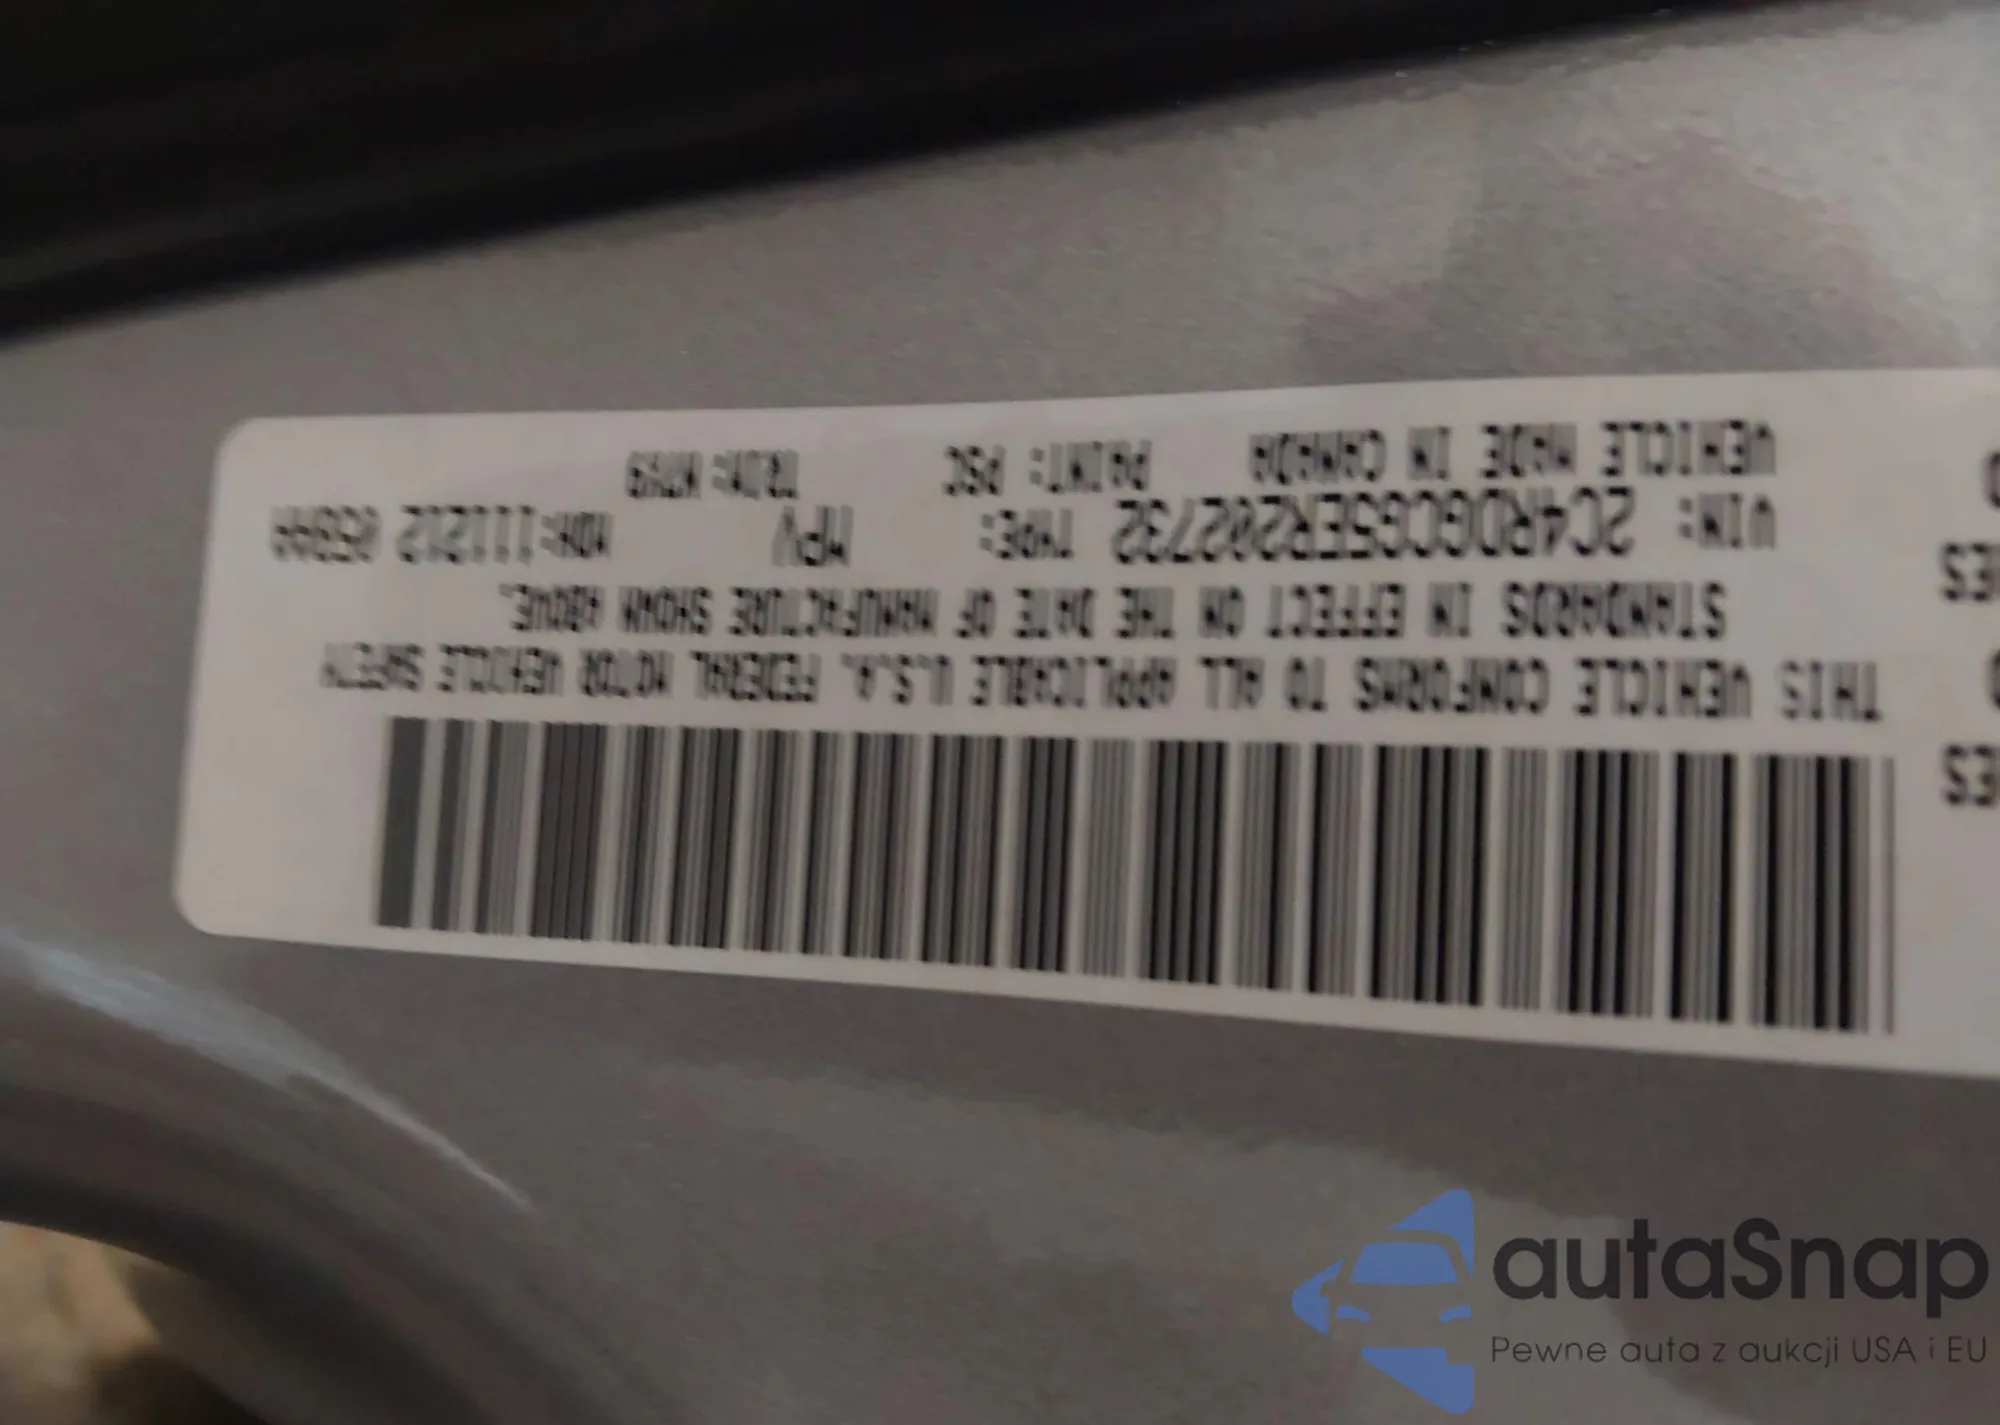 THIS VEHICLE CONFORMS TO ALL APPLICABLE U.S.A. FEDERAL MOTOR VEHICLE SAFETY
STANDARDS IN EFFECT ON THE DATE OF MANUFACTURE SHOWN ABOVE.
VIN: 2C4RDGCG5ER202732 TYPE: MPV MDH:111212 059AA
VEHICLE MADE IN CANADA PAINT: PSC TRIM:
autaSnap
Pewne auta z aukcji USA i EU